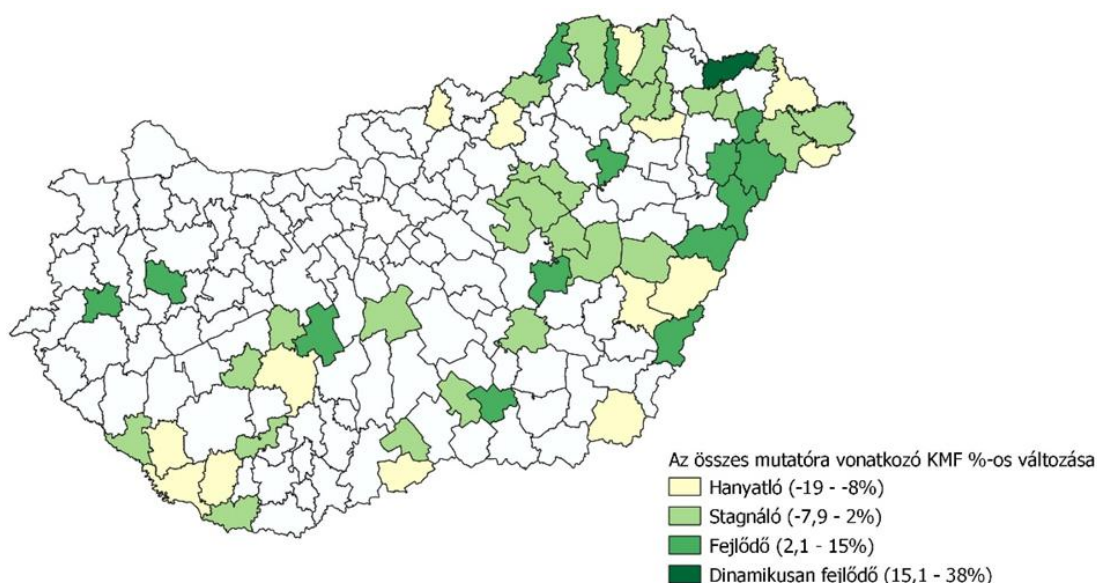 Az összes mutatóra vonatkozó KMF %-os változása
Hanyatló (-19 - -8%)
Stagnáló (-7,9 - 2%)
Fejlődő (2,1 - 15%)
Dinamikusan fejlődő (15,1 - 38%)